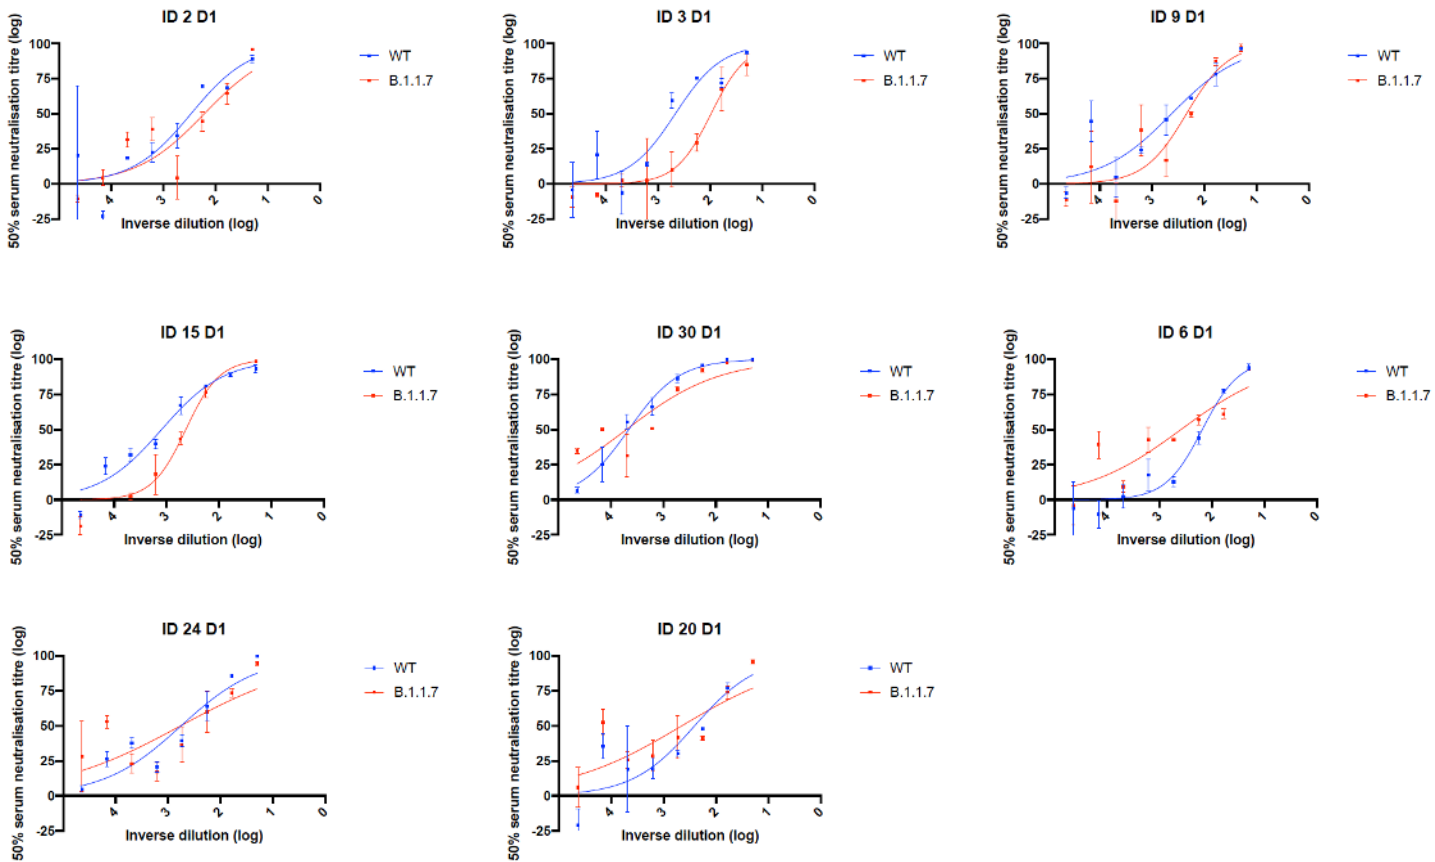 ID 2 D1
50% serum neutralisation titre (log)
100
75
50
25
0
-25
4
3
2
1
0
Inverse dilution (log)
WT
B.1.1.7
ID 3 D1
50% serum neutralisation titre (log)
100
75
50
25
0
-25
4
3
2
1
0
Inverse dilution (log)
WT
B.1.1.7
ID 9 D1
50% serum neutralisation titre (log)
100
75
50
25
0
-25
4
3
2
1
0
Inverse dilution (log)
WT
B.1.1.7
ID 15 D1
50% serum neutralisation titre (log)
100
75
50
25
0
-25
4
3
2
1
0
Inverse dilution (log)
WT
B.1.1.7
ID 30 D1
50% serum neutralisation titre (log)
100
75
50
25
0
-25
4
3
2
1
0
Inverse dilution (log)
WT
B.1.1.7
ID 6 D1
50% serum neutralisation titre (log)
100
75
50
25
0
-25
4
3
2
1
0
Inverse dilution (log)
WT
B.1.1.7
ID 24 D1
50% serum neutralisation titre (log)
100
75
50
25
0
-25
4
3
2
1
0
Inverse dilution (log)
WT
B.1.1.7
ID 20 D1
50% serum neutralisation titre (log)
100
75
50
25
0
-25
4
3
2
1
0
Inverse dilution (log)
WT
B.1.1.7